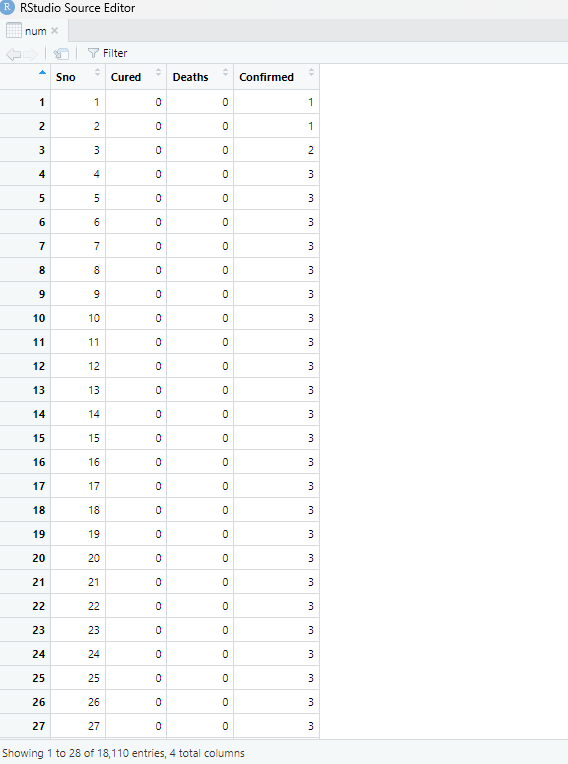 R RStudio Source Editor
num
Filter
Sno Cured Deaths Confirmed
1 1 0 0 1
2 2 0 0 1
3 3 0 0 2
4 4 0 0 3
5 5 0 0 3
6 6 0 0 3
7 7 0 0 3
8 8 0 0 3
9 9 0 0 3
10 10 0 0 3
11 11 0 0 3
12 12 0 0 3
13 13 0 0 3
14 14 0 0 3
15 15 0 0 3
16 16 0 0 3
17 17 0 0 3
18 18 0 0 3
19 19 0 0 3
20 20 0 0 3
21 21 0 0 3
22 22 0 0 3
23 23 0 0 3
24 24 0 0 3
25 25 0 0 3
26 26 0 0 3
27 27 0 0 3
Showing 1 to 28 of 18,110 entries, 4 total columns